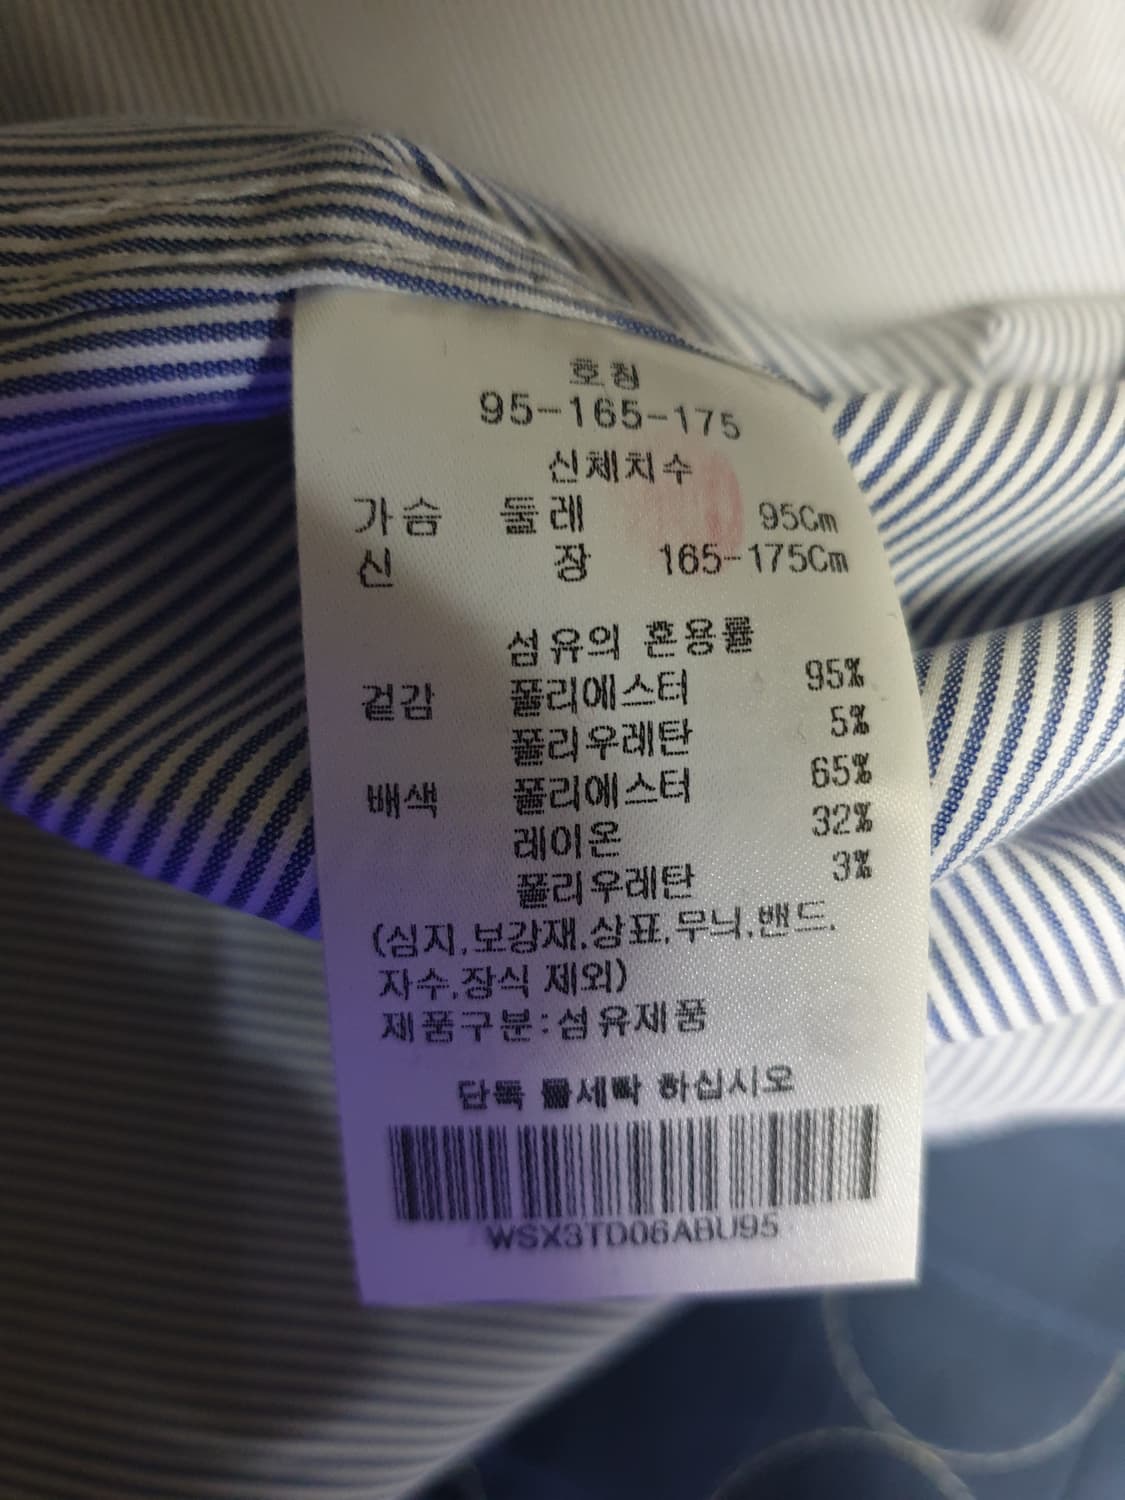 호칭
95-165-175
신체치수
가슴 둘레 95Cm
신 장 165-175Cm
섬유의 혼용률
겉감 폴리에스터 95%
폴리우레탄 5%
배색 폴리에스터 65%
레이온 32%
폴리우레탄 3%
(심지,보강재,상표,무늬,밴드,
자수,장식 제외)
제품구분:섬유제품
단독 물세탁 하십시오
WSX3TD06ABU95